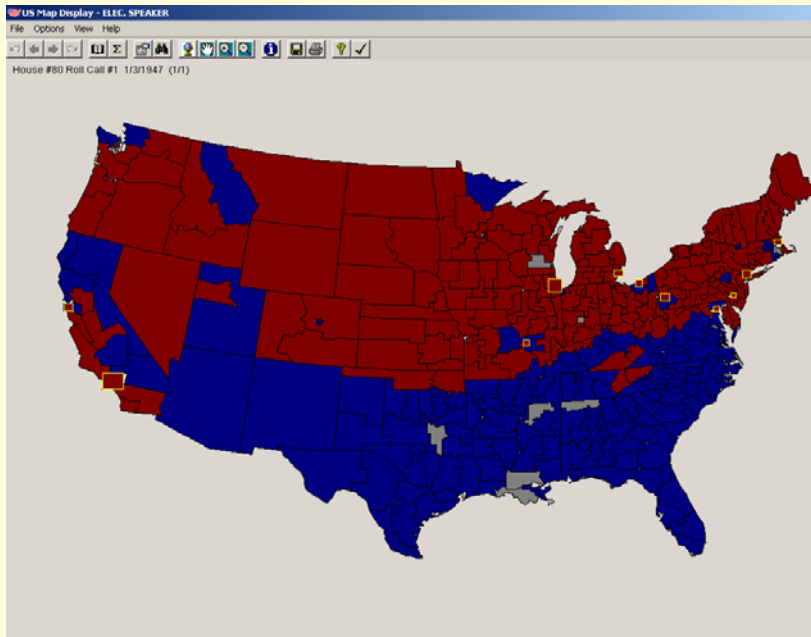 US Map Display - ELEC. SPEAKER
File Options View Help
Σ i ?
House #80 Roll Call #1 1/3/1947 (1/1)